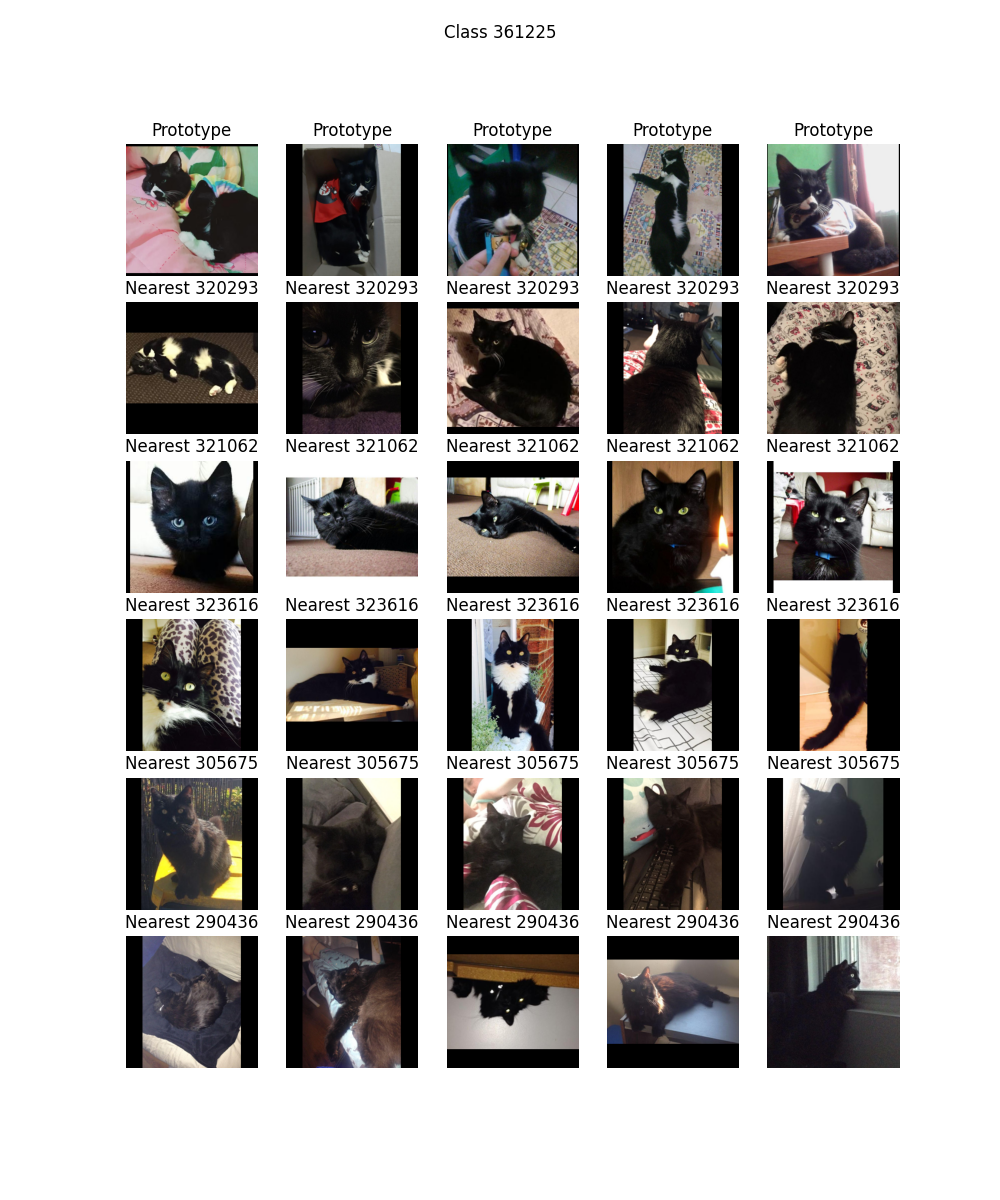 Class 361225
Prototype Prototype Prototype Prototype Prototype
Nearest 320293 Nearest 320293 Nearest 320293 Nearest 320293 Nearest 320293
Nearest 321062 Nearest 321062 Nearest 321062 Nearest 321062 Nearest 321062
Nearest 323616 Nearest 323616 Nearest 323616 Nearest 323616 Nearest 323616
Nearest 305675 Nearest 305675 Nearest 305675 Nearest 305675 Nearest 305675
Nearest 290436 Nearest 290436 Nearest 290436 Nearest 290436 Nearest 290436